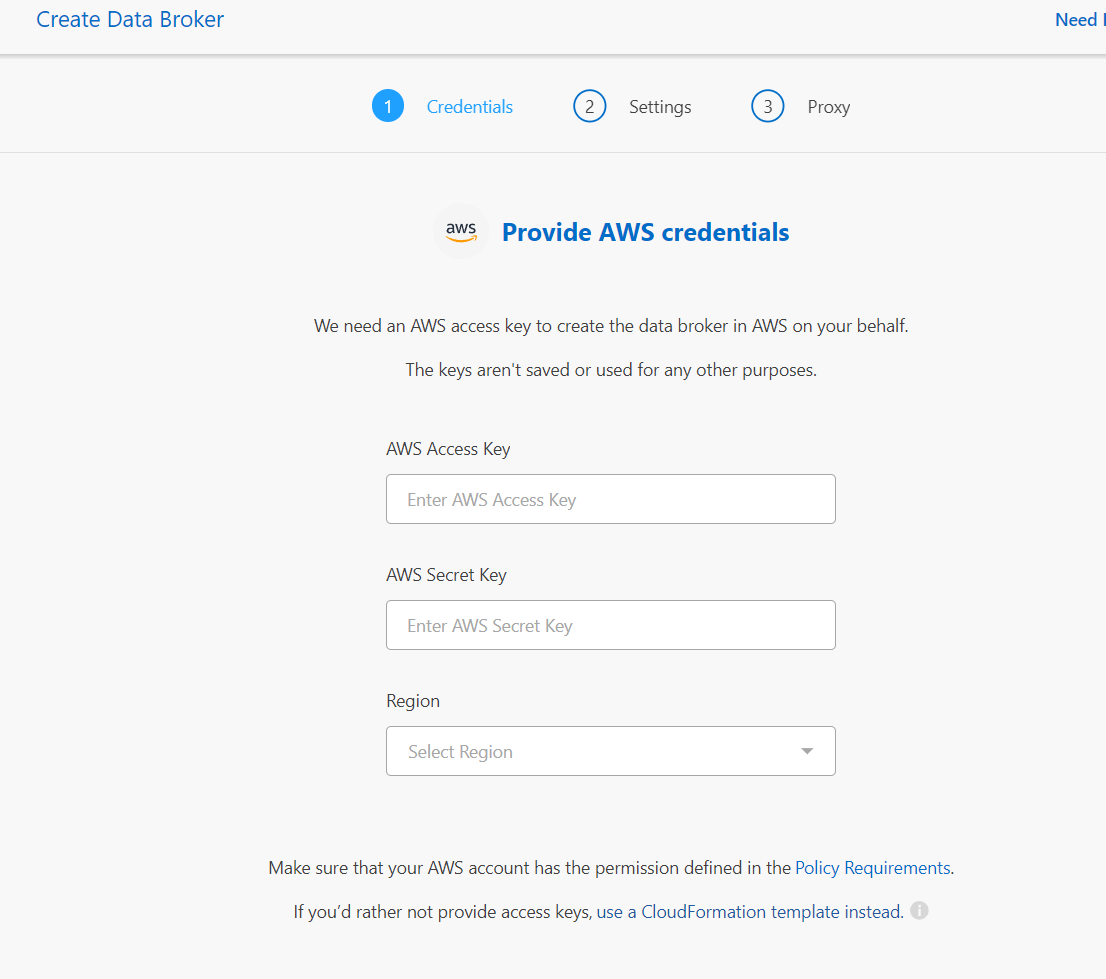 Create Data Broker
Need
1 Credentials 2 Settings 3 Proxy
aws Provide AWS credentials
We need an AWS access key to create the data broker in AWS on your behalf.
The keys aren't saved or used for any other purposes.
AWS Access Key
Enter AWS Access Key
AWS Secret Key
Enter AWS Secret Key
Region
Select Region
Make sure that your AWS account has the permission defined in the Policy Requirements.
If you’d rather not provide access keys, use a CloudFormation template instead. i